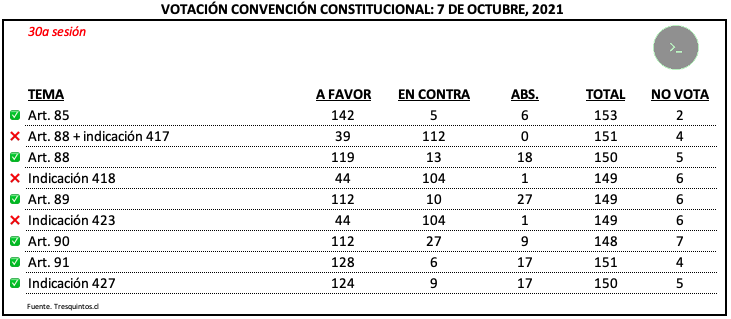 VOTACIÓN CONVENCIÓN CONSTITUCIONAL: 7 DE OCTUBRE, 2021
30a sesión
>_
TEMA A FAVOR EN CONTRA ABS. TOTAL NO VOTA
Art. 85 142 5 6 153 2
Art. 88 + indicación 417 39 112 0 151 4
Art. 88 119 13 18 150 5
Indicación 418 44 104 1 149 6
Art. 89 112 10 27 149 6
Indicación 423 44 104 1 149 6
Art. 90 112 27 9 148 7
Art. 91 128 6 17 151 4
Indicación 427 124 9 17 150 5
Fuente. Tresquintos.cl